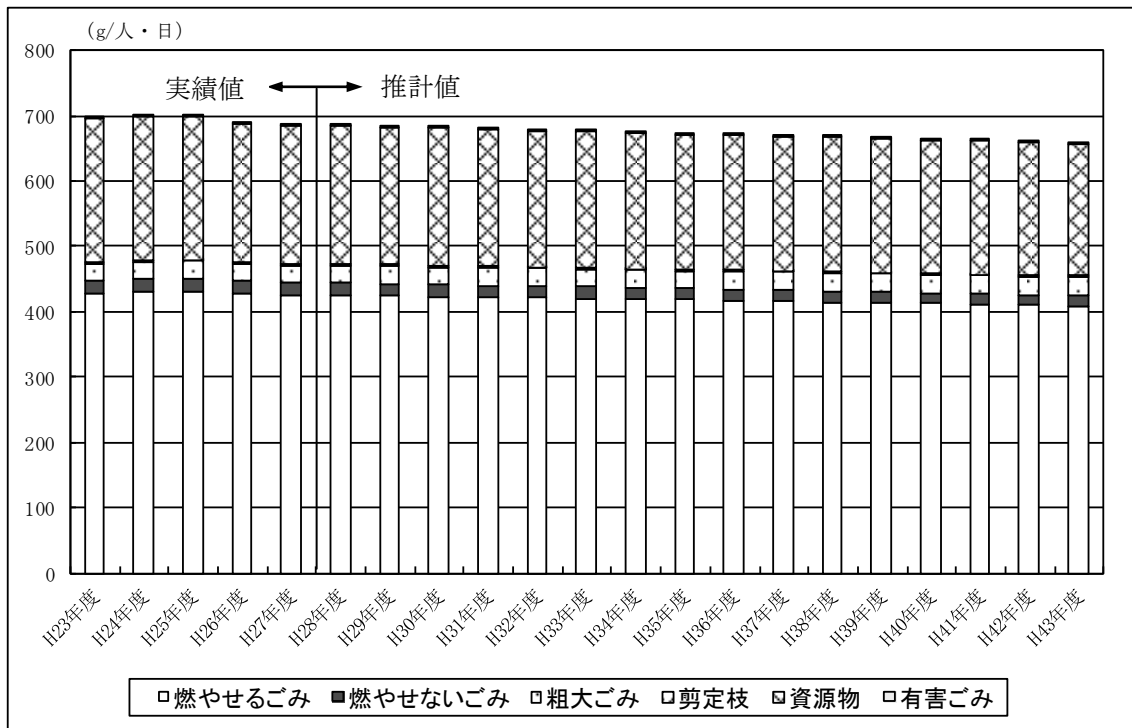 (g/人・日)
800
700
600
500
400
300
200
100
0
実績値
推計値
H23年度
H24年度
H25年度
H26年度
H27年度
H28年度
H29年度
H30年度
H31年度
H32年度
H33年度
H34年度
H35年度
H36年度
H37年度
H38年度
H39年度
H40年度
H41年度
H42年度
H43年度
燃やせるごみ 燃やせないごみ 粗大ごみ 剪定枝 資源物 有害ごみ